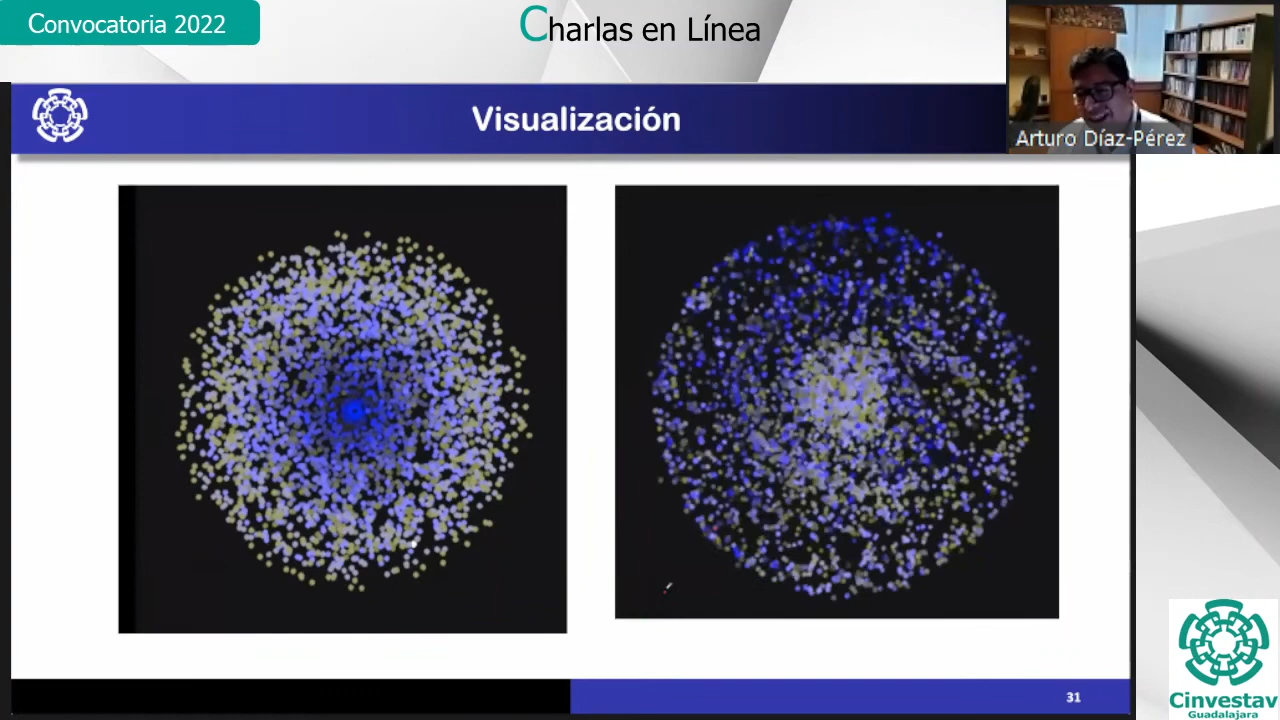 Convocatoria 2022
Charlas en Línea
Visualización
Arturo Díaz-Pérez
31
Cinvestav
Guadalajara